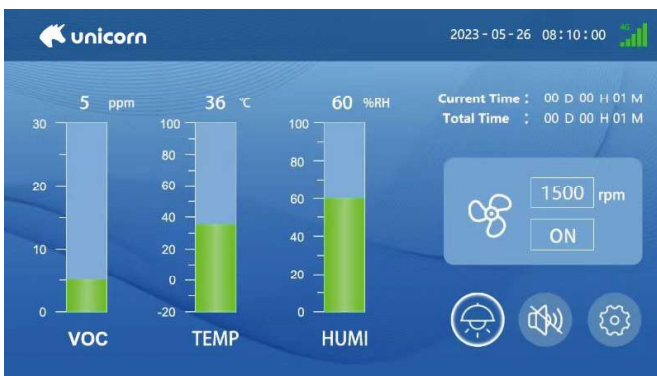 unicorn
2023-05-26 08:10:00 4G
5 ppm
36 ℃
60 %RH
Current Time : 00 D 00 H 01 M
Total Time : 00 D 00 H 01 M
30
20
10
0
100
80
60
40
20
0
-20
100
80
60
40
20
0
1500 rpm
ON
VOC
TEMP
HUMI